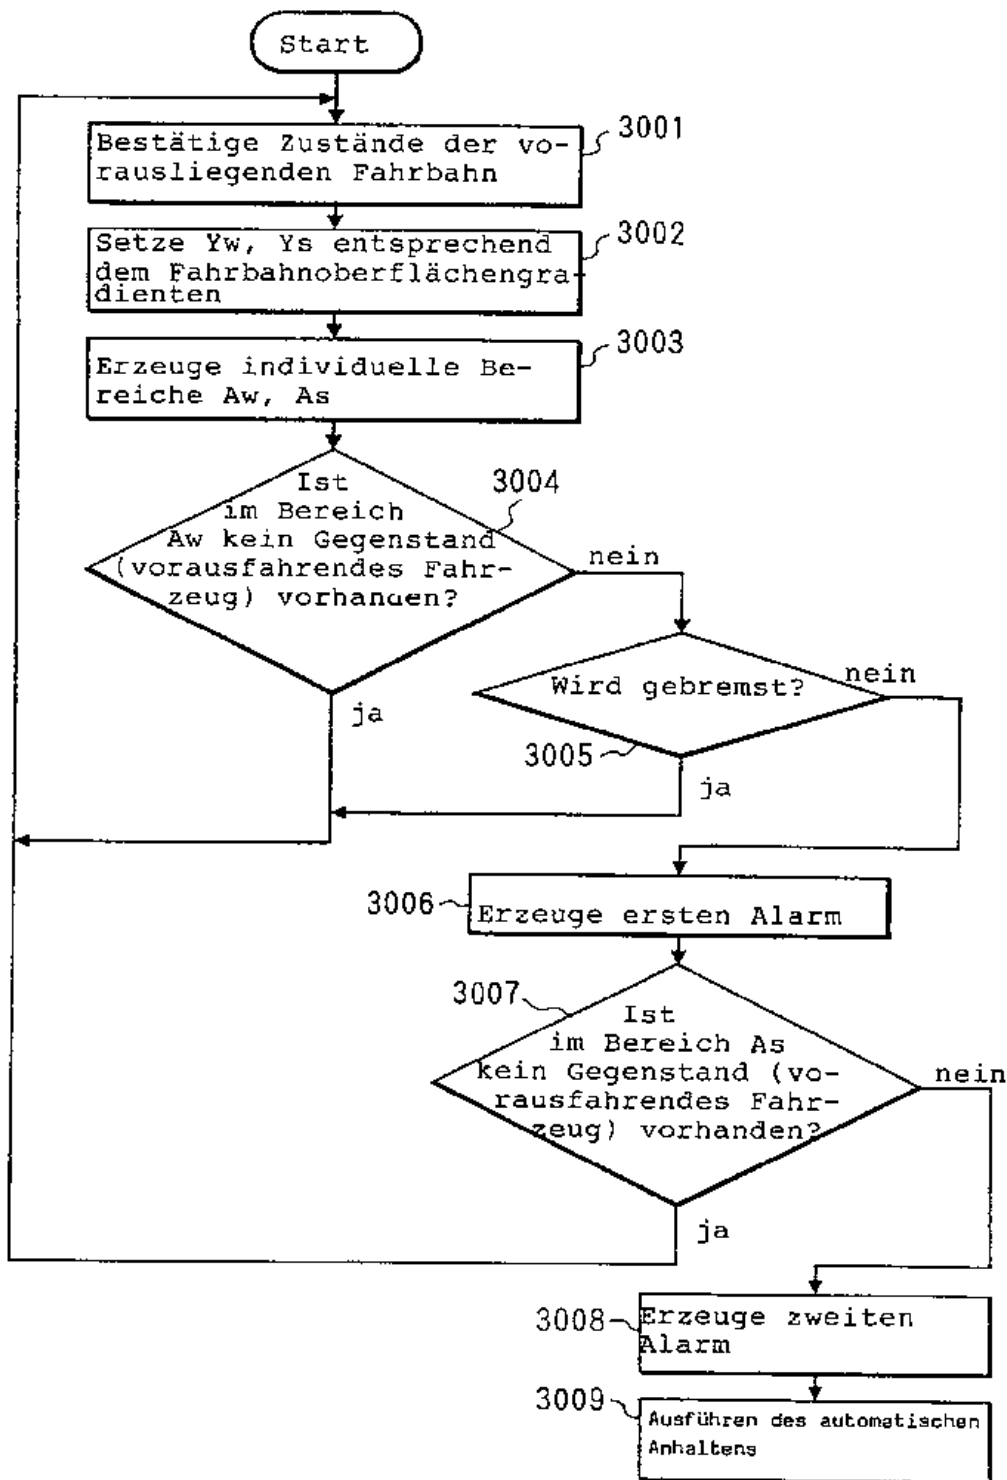 Start
Bestätige Zustände der vo-
rausliegenden Fahrbahn
3001
Setze Yw, Ys entsprechend
dem Fahrbahnoberflächengra-
dienten
3002
Erzeuge individuelle Be-
reiche Aw, As
3003
Ist
im Bereich
Aw kein Gegenstand
(vorausfahrendes Fahr-
zeug) vorhanden?
3004
nein
ja
Wird gebremst?
nein
3005
ja
3006
Erzeuge ersten Alarm
3007
Ist
im Bereich As
kein Gegenstand (vo-
rausfahrendes Fahr-
zeug) vorhanden?
nein
ja
3008
Erzeuge zweiten
Alarm
3009
Ausführen des automatischen
Anhaltens